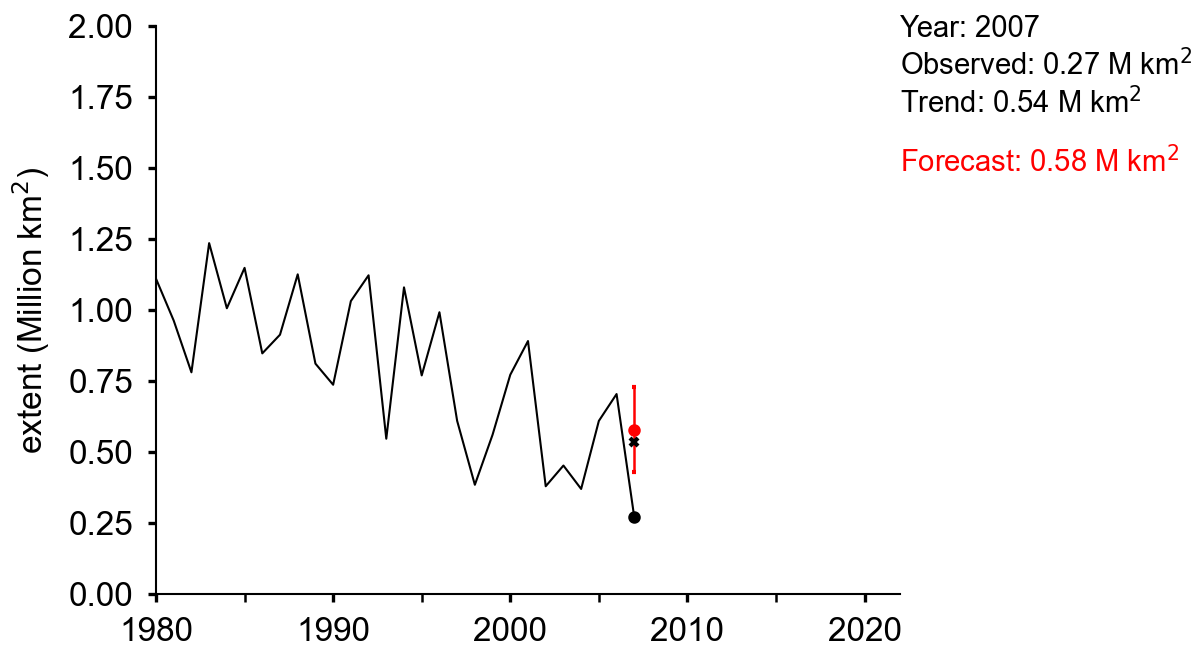 2.00
1.75
1.50
1.25
1.00
0.75
0.50
0.25
0.00
extent (Million km²)
1980 1990 2000 2010 2020
Year: 2007
Observed: 0.27 M km²
Trend: 0.54 M km²
Forecast: 0.58 M km²